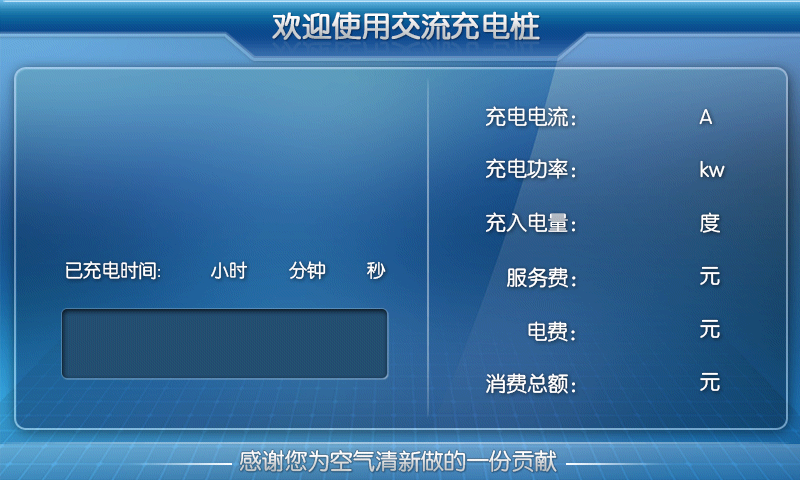 欢迎使用交流充电桩
已充电时间: 小时 分钟 秒
充电电流: A
充电功率: kw
充入电量: 度
服务费: 元
电费: 元
消费总额: 元
感谢您为空气清新做的一份贡献